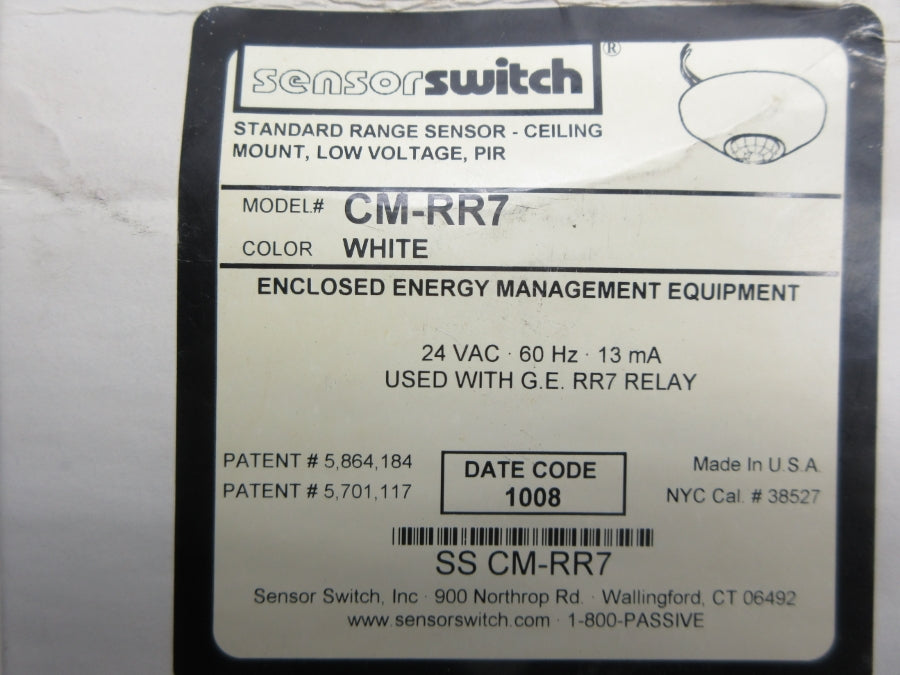 sensorswitch®
STANDARD RANGE SENSOR - CEILING
MOUNT, LOW VOLTAGE, PIR
MODEL# CM-RR7
COLOR WHITE
ENCLOSED ENERGY MANAGEMENT EQUIPMENT
24 VAC · 60 Hz · 13 mA
USED WITH G.E. RR7 RELAY
PATENT # 5,864,184
PATENT # 5,701,117
DATE CODE
1008
Made In U.S.A.
NYC Cal. # 38527
SS CM-RR7
Sensor Switch, Inc · 900 Northrop Rd. · Wallingford, CT 06492
www.sensorswitch.com · 1-800-PASSIVE